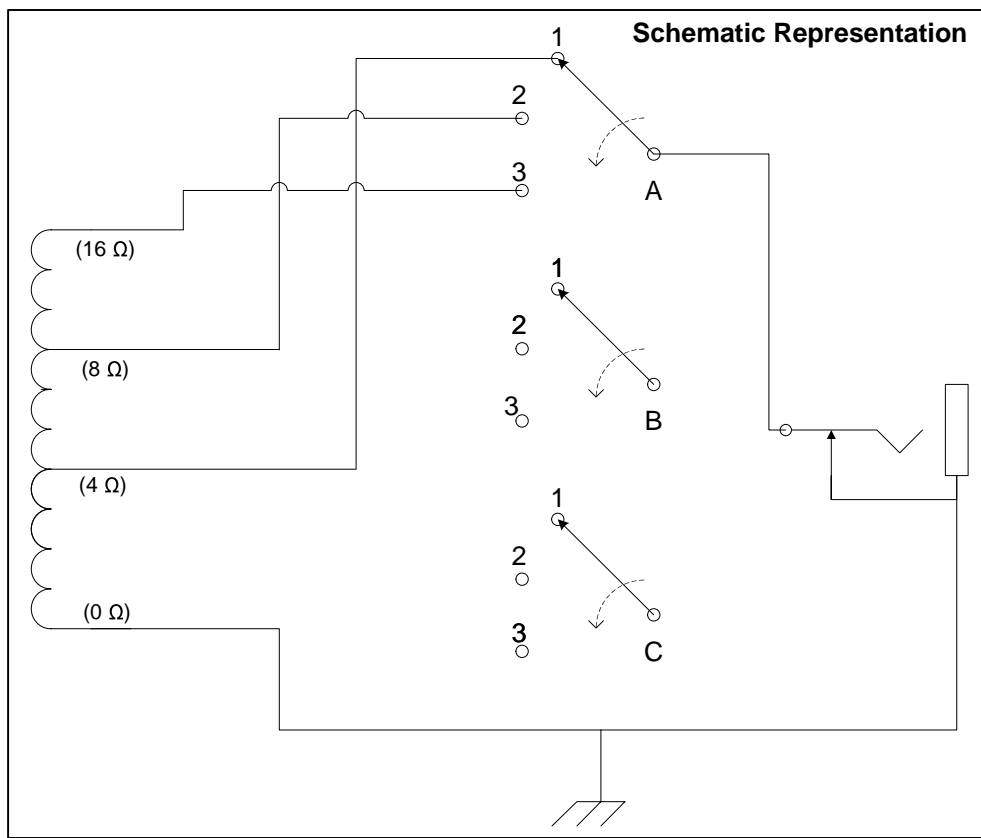 Schematic Representation
1
2
3
A
(16 Ω)
1
2
(8 Ω)
3
B
(4 Ω)
1
2
(0 Ω)
3
C